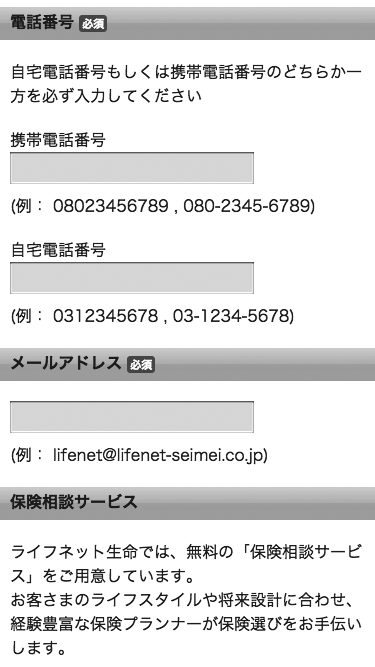 電話番号 必須
自宅電話番号もしくは携帯電話番号のどちらか一
方を必ず入力してください
携帯電話番号
(例： 08023456789 , 080-2345-6789)
自宅電話番号
(例： 0312345678 , 03-1234-5678)
メールアドレス 必須
(例： lifenet@lifenet-seimei.co.jp)
保険相談サービス
ライフネット生命では、無料の「保険相談サービ
ス」をご用意しています。
お客さまのライフスタイルや将来設計に合わせ、
経験豊富な保険プランナーが保険選びをお手伝い
します。